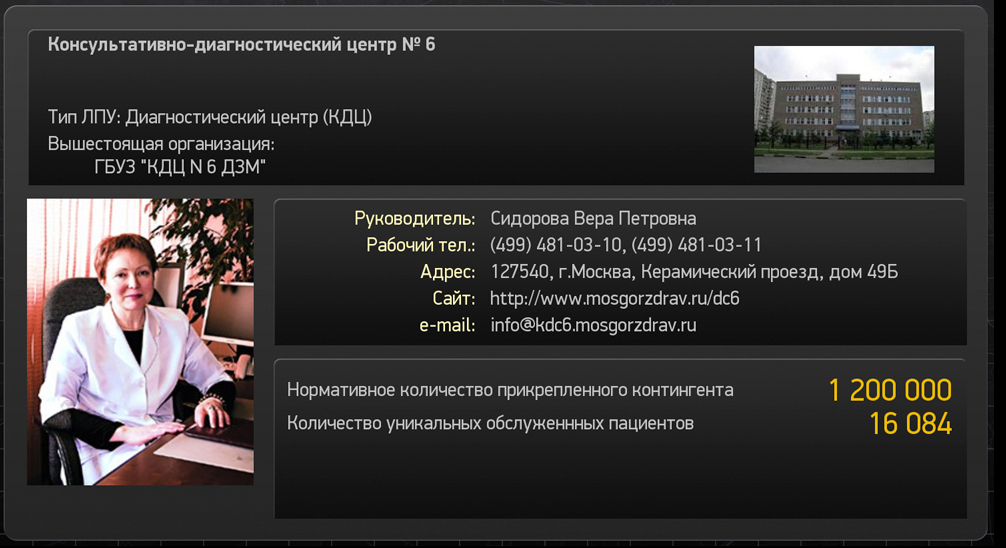 Консультативно-диагностический центр № 6
Тип ЛПУ: Диагностический центр (КДЦ)
Вышестоящая организация:
ГБУЗ "КДЦ N 6 ДЗМ"
Руководитель: Сидорова Вера Петровна
Рабочий тел.: (499) 481-03-10, (499) 481-03-11
Адрес: 127540, г.Москва, Керамический проезд, дом 49Б
Сайт: http://www.mosgorzdrav.ru/dc6
e-mail: info@kdc6.mosgorzdrav.ru
Нормативное количество прикрепленного контингента 1 200 000
Количество уникальных обслуженнных пациентов 16 084